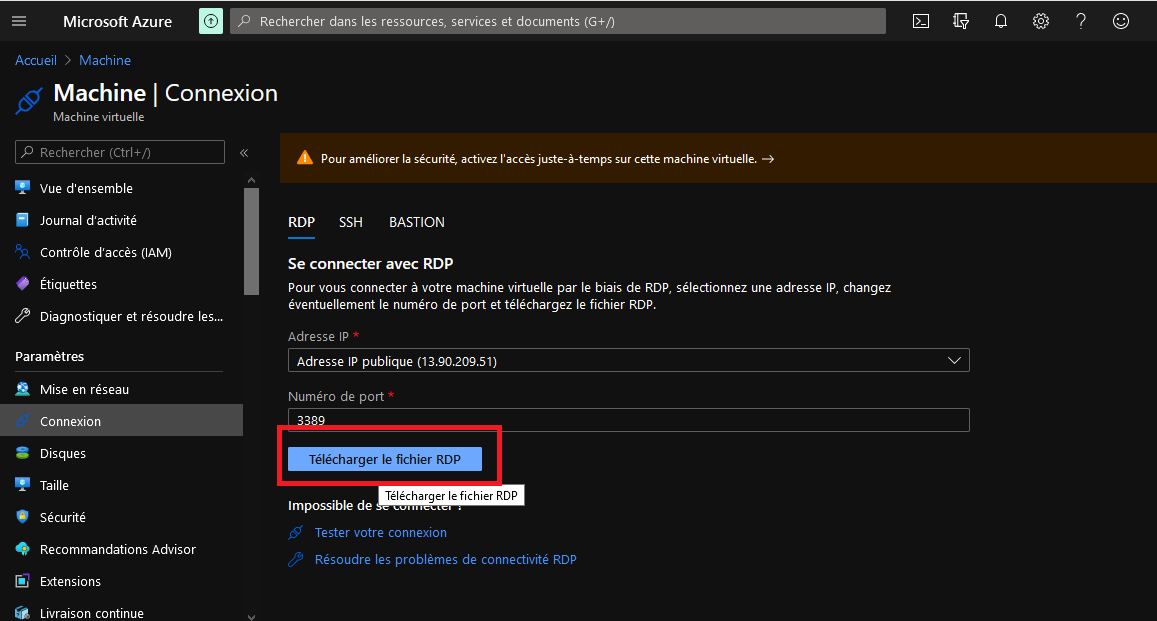 Microsoft Azure
Rechercher dans les ressources, services et documents (G+/)
Accueil > Machine
Machine | Connexion
Machine virtuelle
Rechercher (Ctrl+/)
«
Vue d'ensemble
Journal d'activité
Contrôle d'accès (IAM)
Étiquettes
Diagnostiquer et résoudre les...
Paramètres
Mise en réseau
Connexion
Disques
Taille
Sécurité
Recommandations Advisor
Extensions
Livraison continue
Pour améliorer la sécurité, activez l'accès juste-à-temps sur cette machine virtuelle. →
RDP SSH BASTION
Se connecter avec RDP
Pour vous connecter à votre machine virtuelle par le biais de RDP, sélectionnez une adresse IP, changez
éventuellement le numéro de port et téléchargez le fichier RDP.
Adresse IP *
Adresse IP publique (13.90.209.51)
Numéro de port *
3389
Télécharger le fichier RDP
Télécharger le fichier RDP
Impossible de se connecter ?
Tester votre connexion
Résoudre les problèmes de connectivité RDP